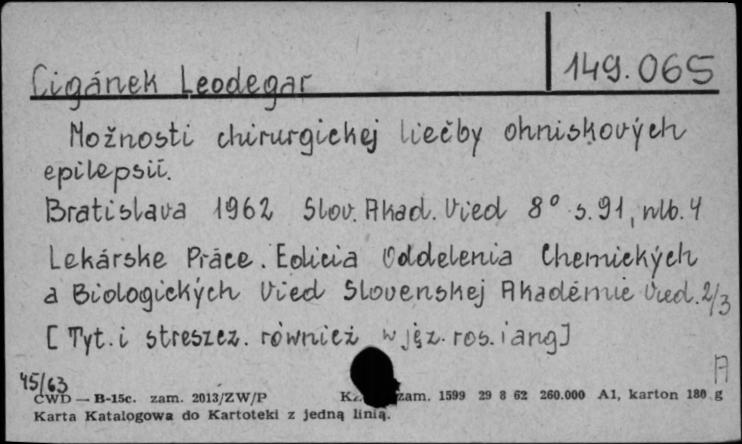 Cigánek Leodegar 149.065
Možnosti chirurgickej liečby ohniskových
epilepsií.
Bratislava 1962 Slov. Akad. Vied 8° s. 91, nlb. 4
Lekárske Práce. Edícia Oddelenia Chemických
a Biologických Vied Slovenskej Akadémie Vied. 2/3
[Tyt. i streszcz. również w jęz. ros. i ang]
A
45/63
CWD — B-15c. zam. 2013/ZW/P zam. 1599 29 8 62 260.000 A1, karton 180 g
Karta Katalogowa do Kartoteki z jedną linią.